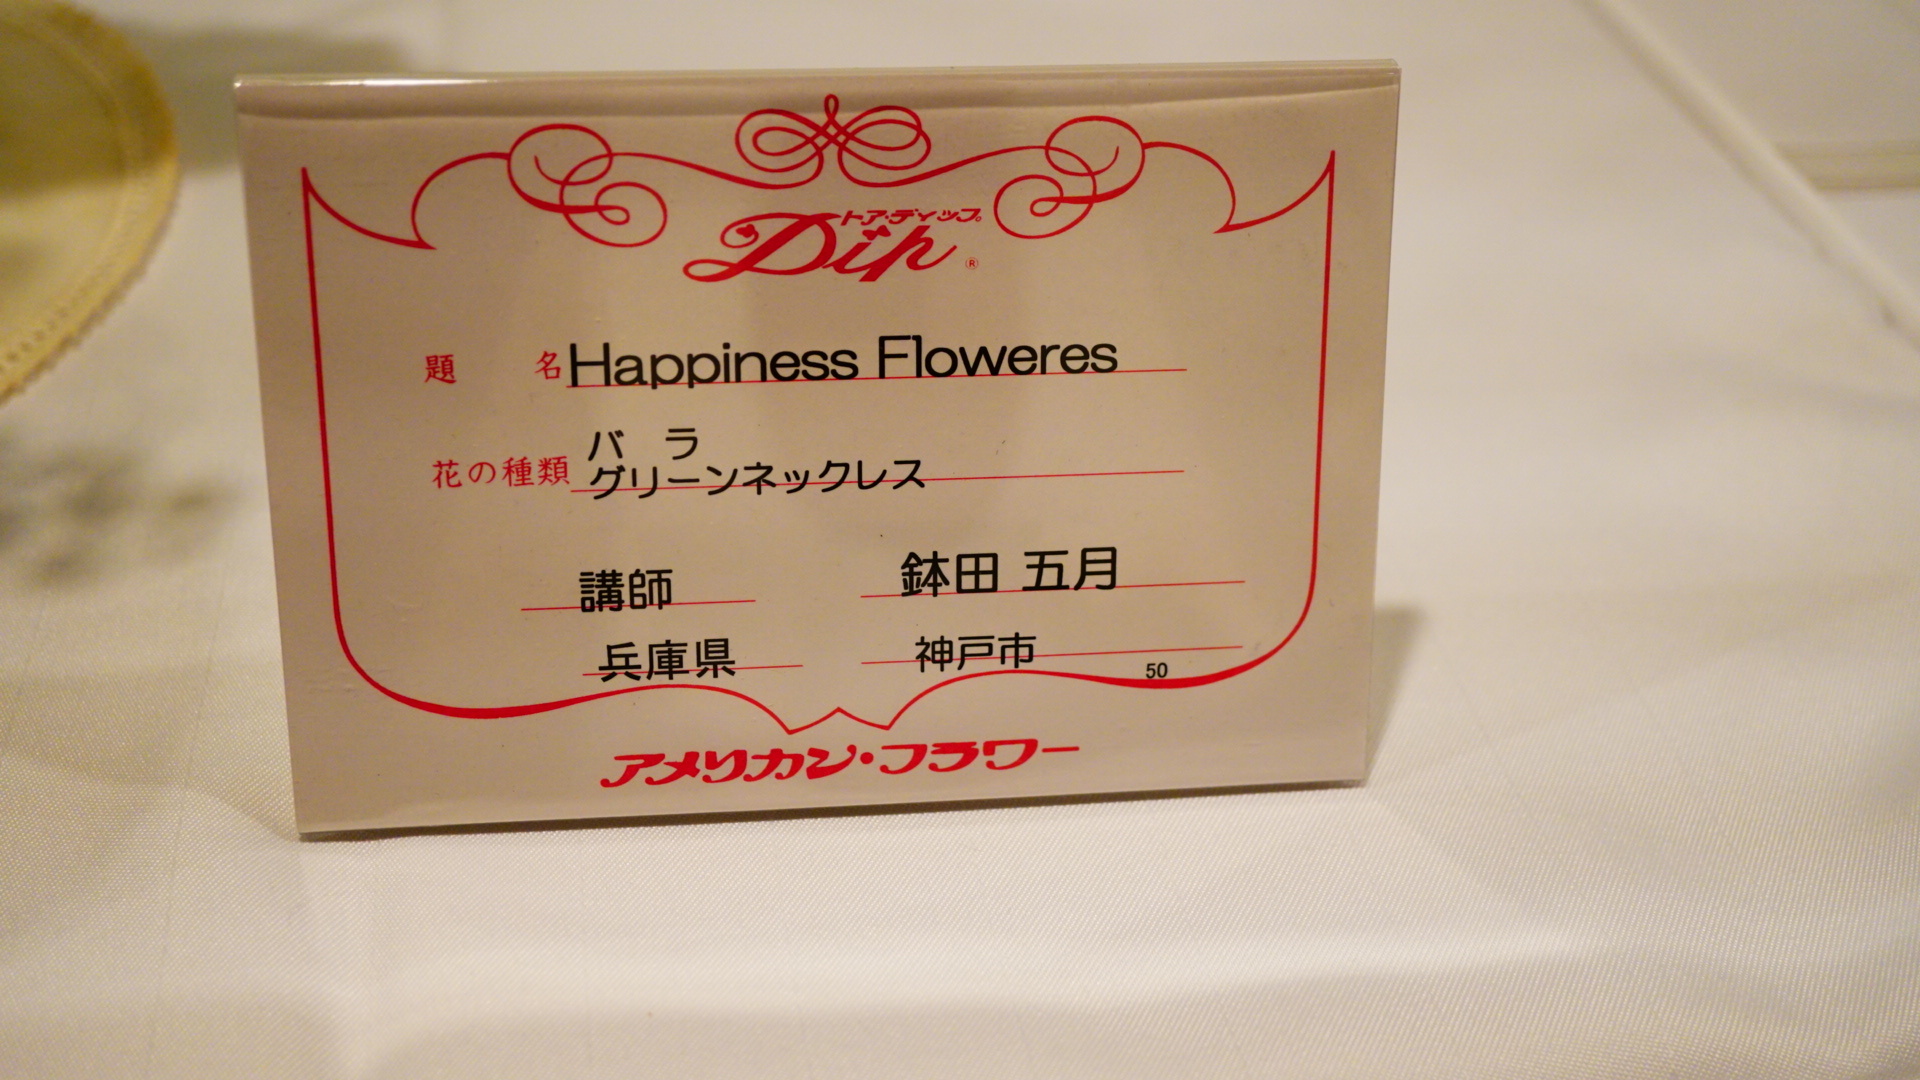 トア・ディップ
Dip®
題名 Happiness Floweres
バラ
花の種類 グリーンネックレス
講師 鉢田 五月
兵庫県 神戸市 50
アメリカン・フラワー